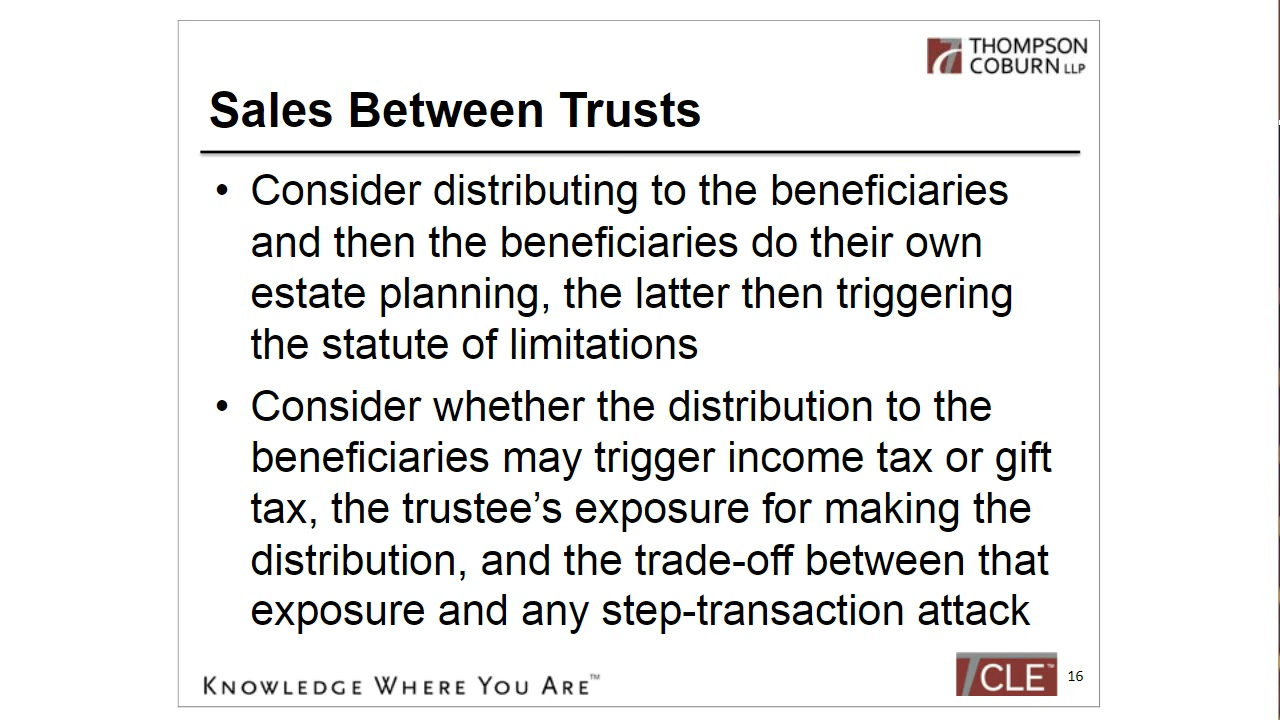 THOMPSON
COBURN LLP
Sales Between Trusts
• Consider distributing to the beneficiaries
and then the beneficiaries do their own
estate planning, the latter then triggering
the statute of limitations
• Consider whether the distribution to the
beneficiaries may trigger income tax or gift
tax, the trustee’s exposure for making the
distribution, and the trade-off between that
exposure and any step-transaction attack
KNOWLEDGE WHERE YOU ARE™
TCLE™
16